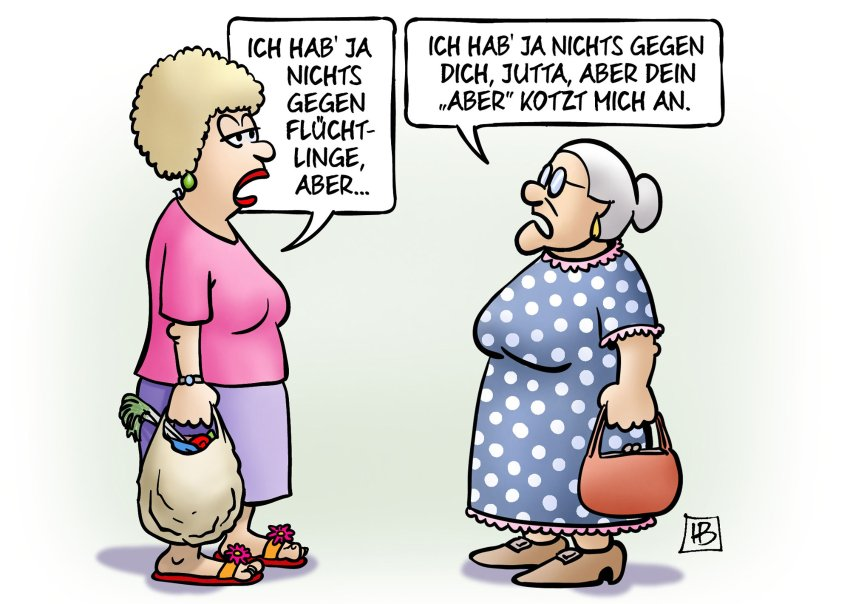 ICH HAB' JA
NICHTS
GEGEN
FLÜCHT-
LINGE,
ABER...
ICH HAB' JA NICHTS GEGEN
DICH, JUTTA, ABER DEIN
„ABER” KOTZT MICH AN.
HB